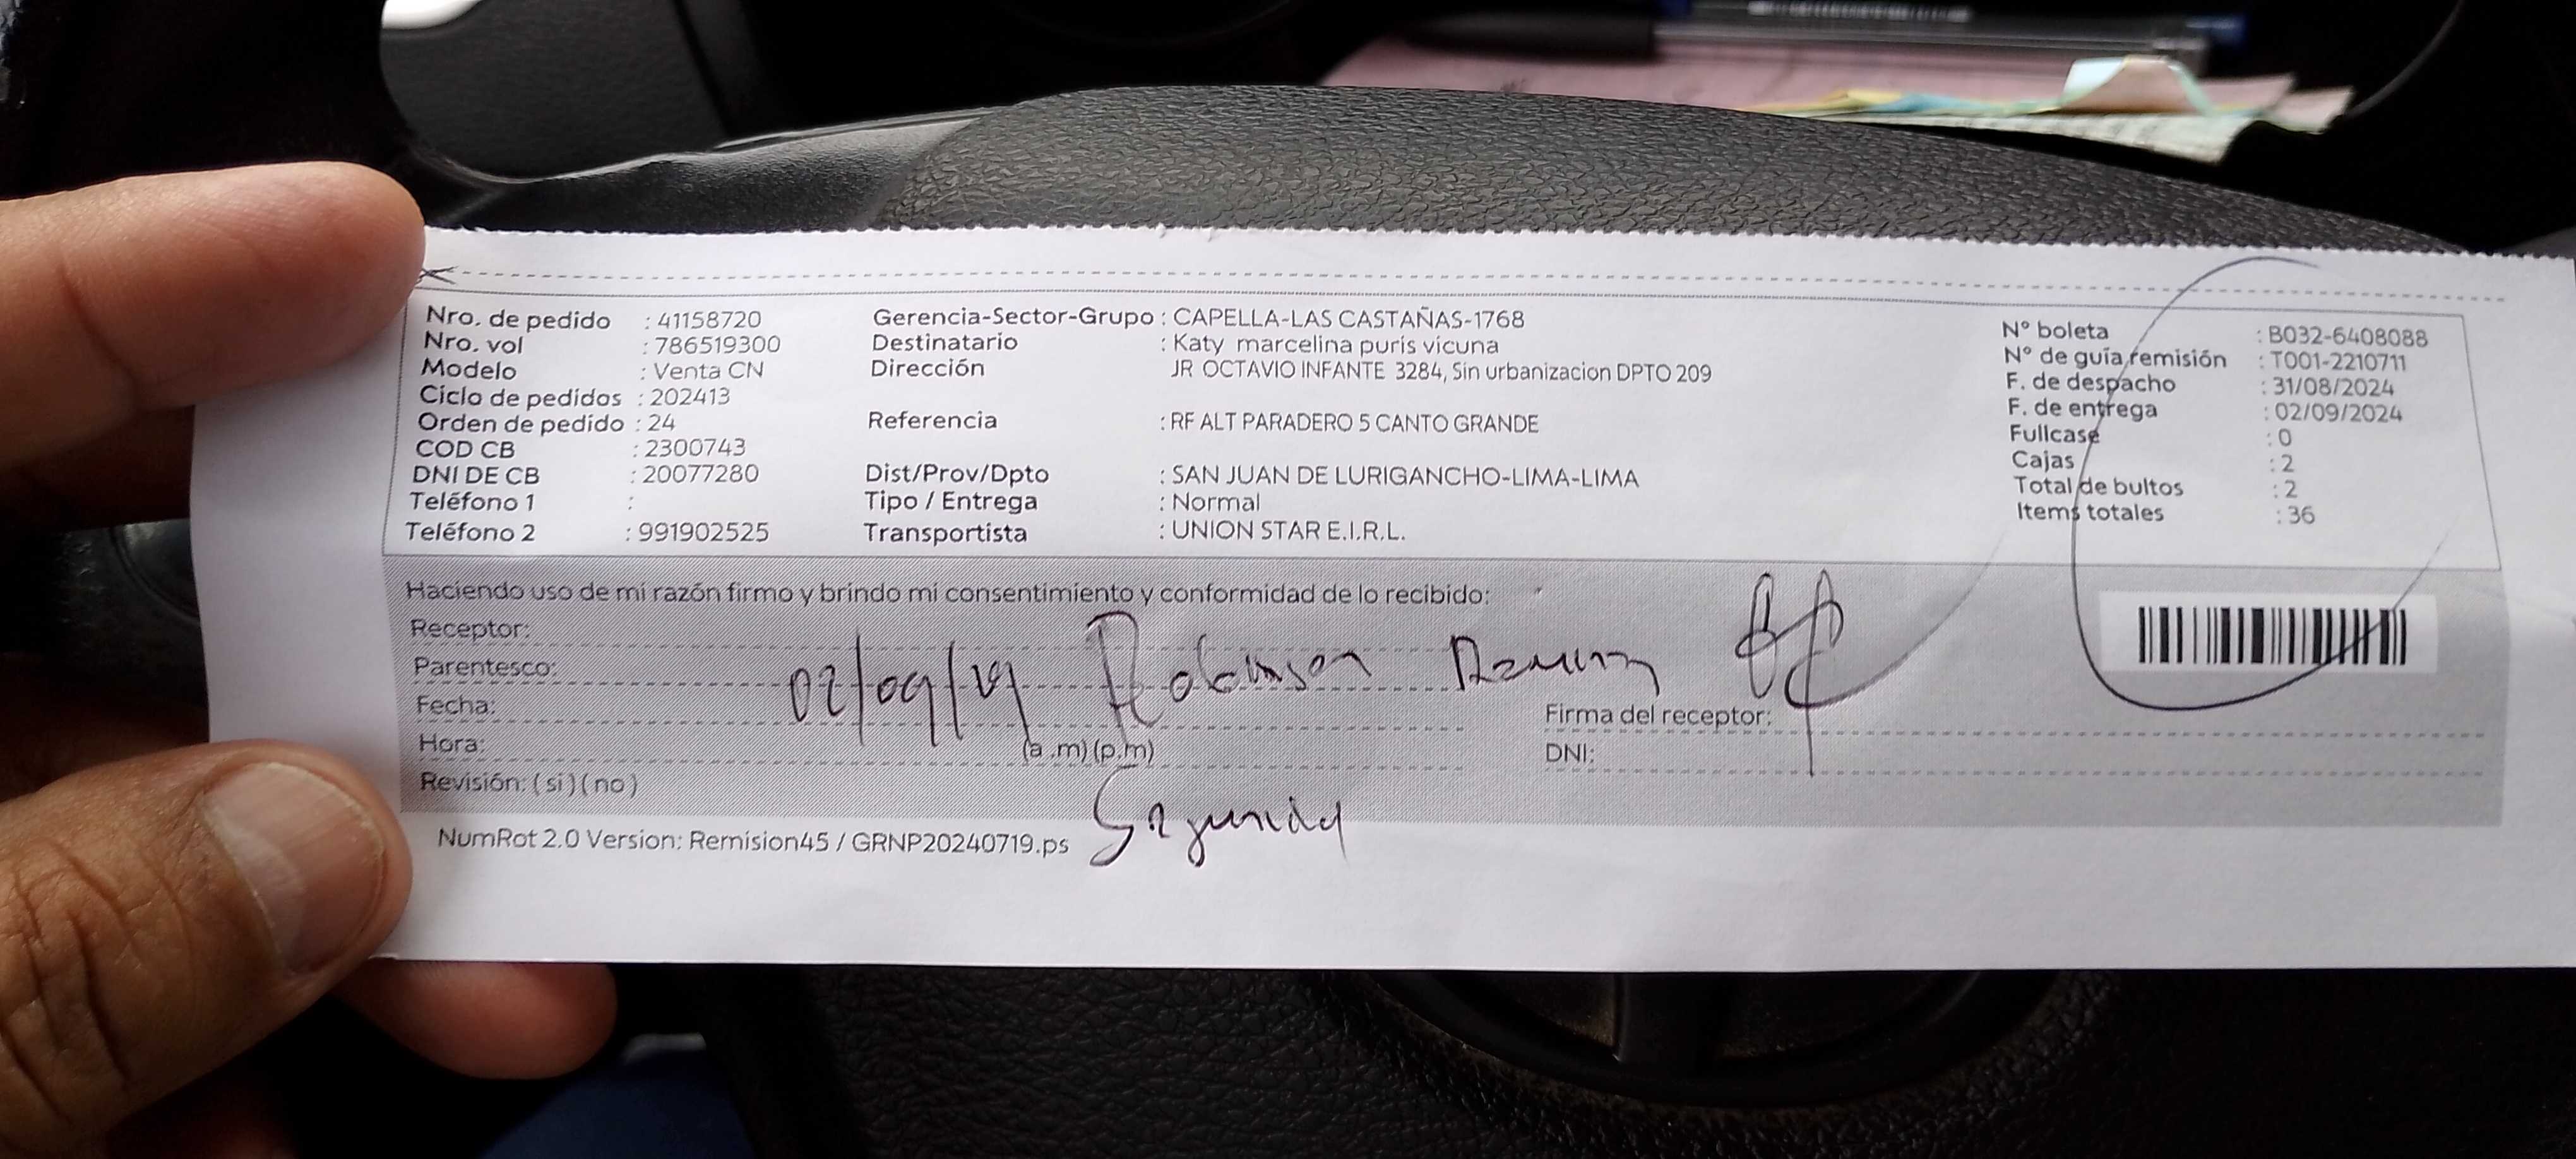 Nro. de pedido : 41158720
Nro. vol : 786519300
Modelo : Venta CN
Ciclo de pedidos : 202413
Orden de pedido : 24
COD CB : 2300743
DNI DE CB : 20077280
Teléfono 1 :
Teléfono 2 : 991902525
Gerencia-Sector-Grupo : CAPELLA-LAS CASTAÑAS-1768
Destinatario : Katy marcelina puris vicuna
Dirección JR OCTAVIO INFANTE 3284, Sin urbanizacion DPTO 209
Referencia : RF ALT PARADERO 5 CANTO GRANDE
Dist/Prov/Dpto : SAN JUAN DE LURIGANCHO-LIMA-LIMA
Tipo / Entrega : Normal
Transportista : UNION STAR E.I.R.L.
N° boleta : B032-6408088
N° de guía remisión : T001-2210711
F. de despacho : 31/08/2024
F. de entrega : 02/09/2024
Fullcase : 0
Cajas : 2
Total de bultos : 2
Items totales : 36
Haciendo uso de mi razón firmo y brindo mi consentimiento y conformidad de lo recibido:
Receptor:
Parentesco:
02/09/24 Robinson
Fecha:
Firma del receptor:
Hora: (a .m) (p.m)
DNI:
Revisión: ( si ) ( no )
NumRot 2.0 Version: Remision45 / GRNP20240719.ps